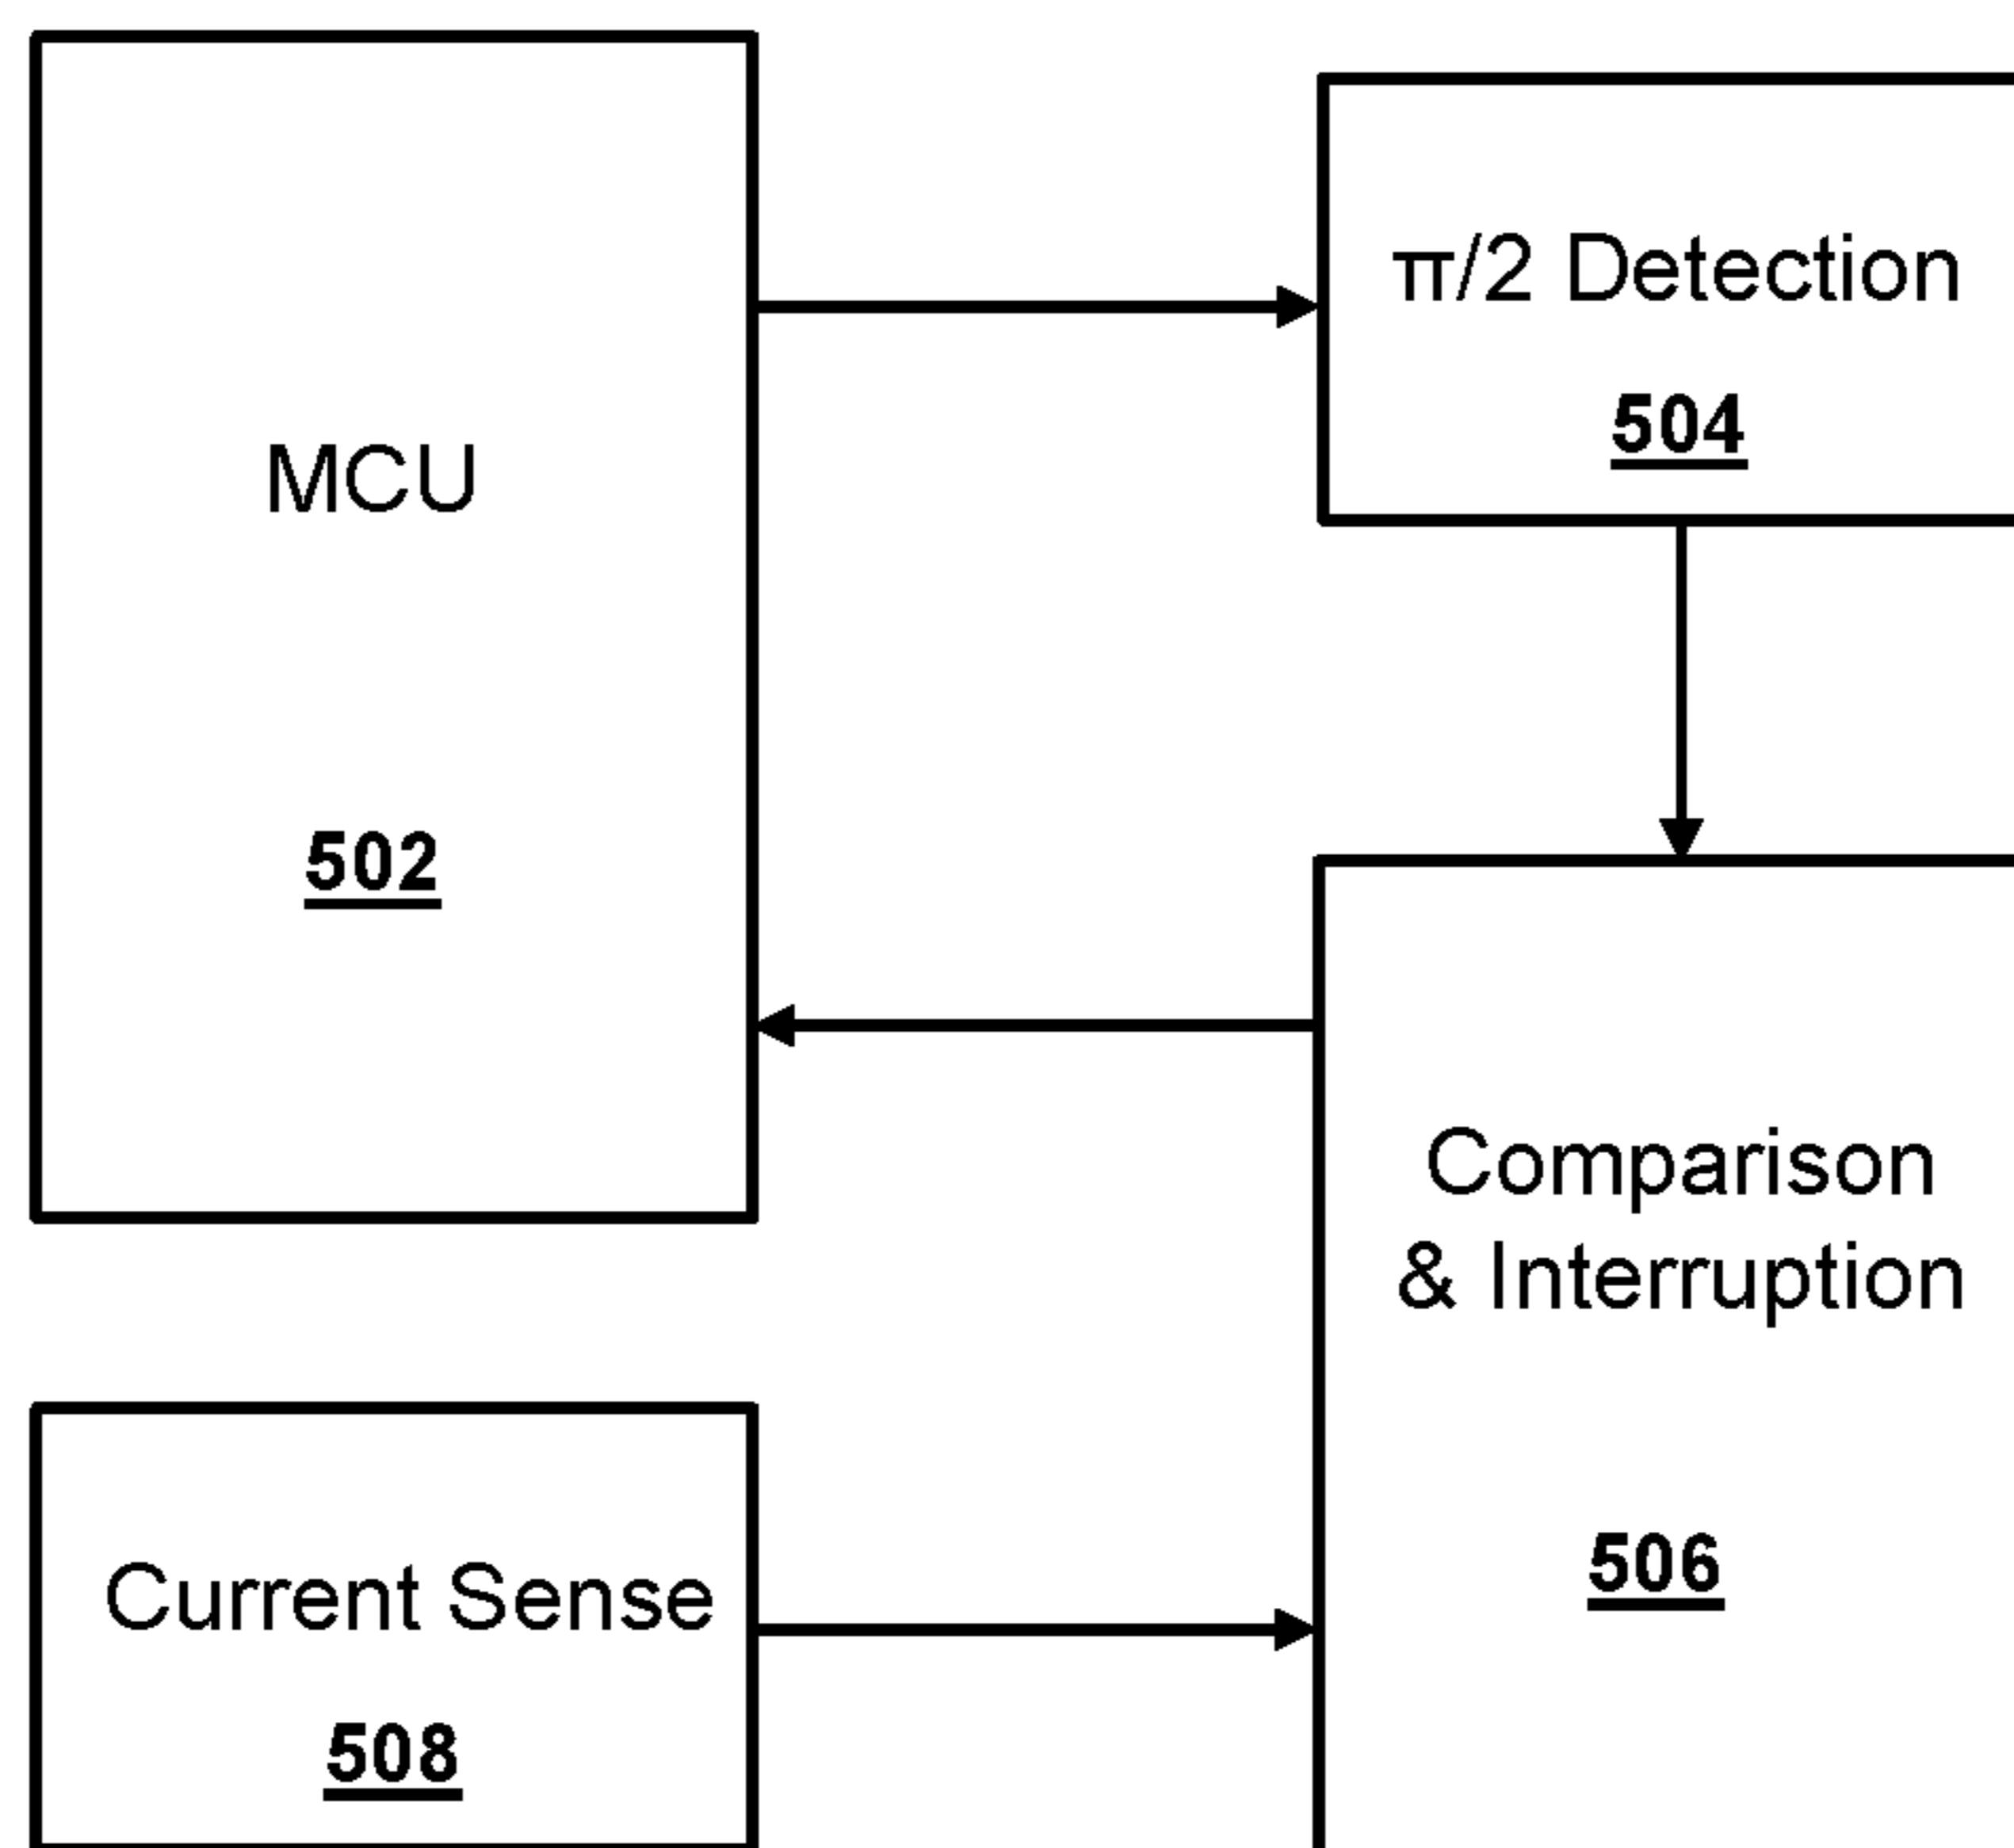 MCU
502
π/2 Detection
504
Comparison
& Interruption
506
Current Sense
508